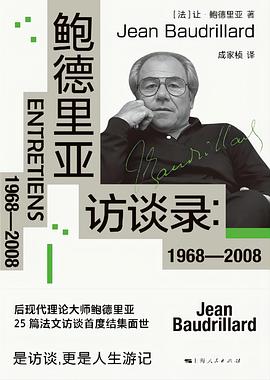 [法]让·鲍德里亚 著
Jean Baudrillard
成家桢 译
鲍德里亚
ENTRETIENS
1968—2008
Baudrillard
访谈录:
1968—2008
后现代理论大师鲍德里亚
25 篇法文访谈首度结集面世
是访谈,更是人生游记
Jean
Baudrillard
上海人民出版社